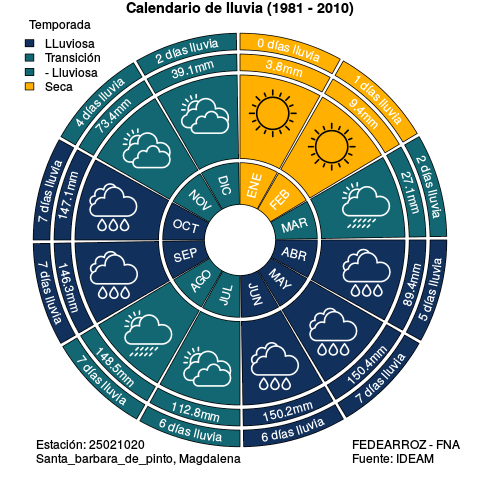 Calendario de lluvia (1981 - 2010)
Temporada
LLuviosa
Transición
- Lluviosa
Seca
0 días lluvia
3.8mm
ENE
1 días lluvia
9.4mm
FEB
2 días lluvia
27.1mm
MAR
5 días lluvia
89.4mm
ABR
7 días lluvia
150.4mm
MAY
6 días lluvia
150.2mm
JUN
6 días lluvia
112.8mm
JUL
7 días lluvia
148.5mm
AGO
7 días lluvia
146.3mm
SEP
7 días lluvia
147.1mm
OCT
4 días lluvia
73.4mm
NOV
2 días lluvia
39.1mm
DIC
Estación: 25021020
Santa_barbara_de_pinto, Magdalena
FEDEARROZ - FNA
Fuente: IDEAM